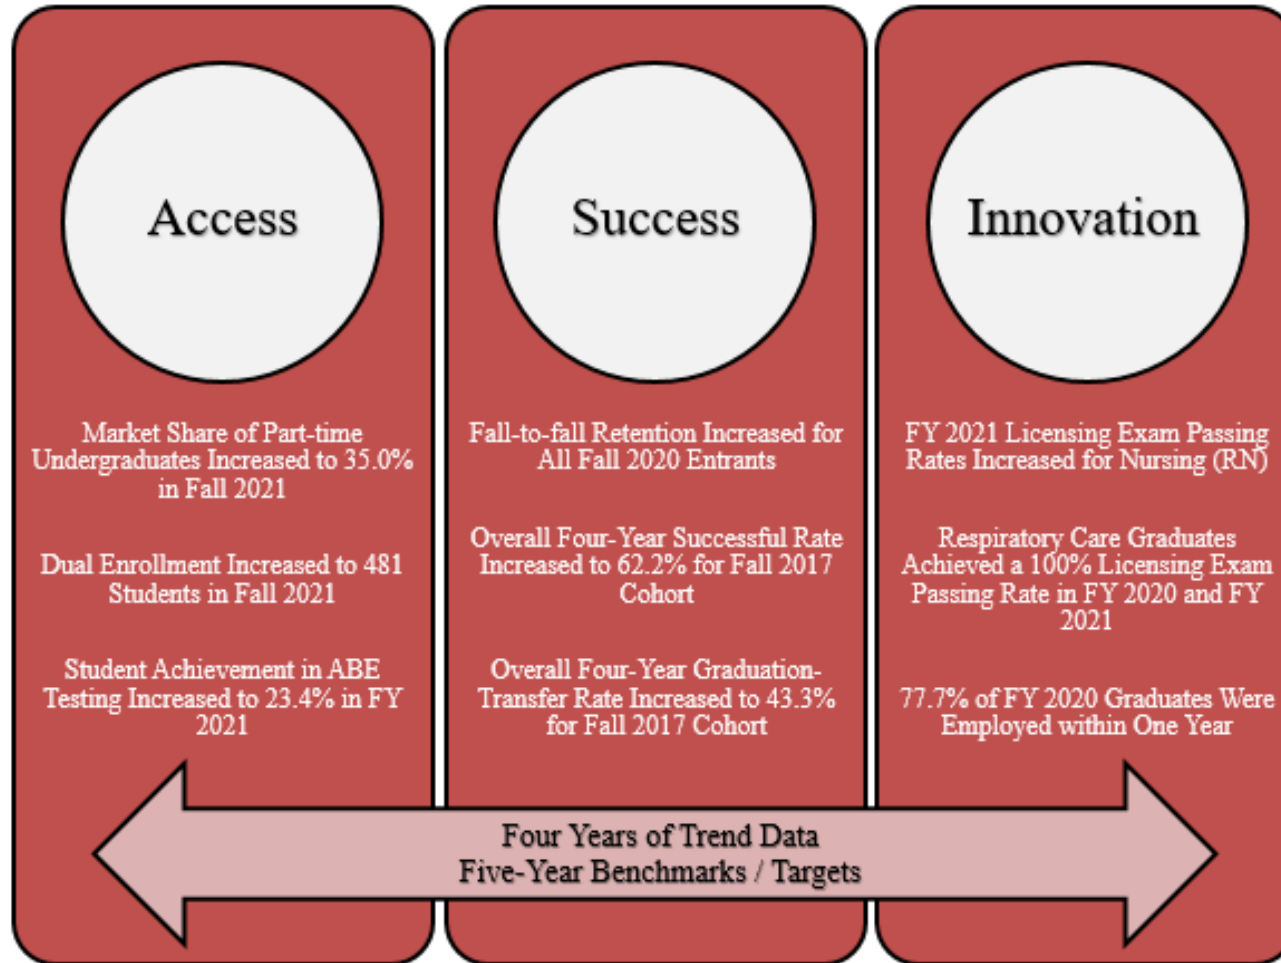 Access
Market Share of Part-time
Undergraduates Increased to 35.0%
in Fall 2021
Dual Enrollment Increased to 481
Students in Fall 2021
Student Achievement in ABE
Testing Increased to 23.4% in FY
2021
Success
Fall-to-fall Retention Increased for
All Fall 2020 Entrants
Overall Four-Year Successful Rate
Increased to 62.2% for Fall 2017
Cohort
Overall Four-Year Graduation-
Transfer Rate Increased to 43.3%
for Fall 2017 Cohort
Innovation
FY 2021 Licensing Exam Passing
Rates Increased for Nursing (RN)
Respiratory Care Graduates
Achieved a 100% Licensing Exam
Passing Rate in FY 2020 and FY
2021
77.7% of FY 2020 Graduates Were
Employed within One Year
Four Years of Trend Data
Five-Year Benchmarks / Targets